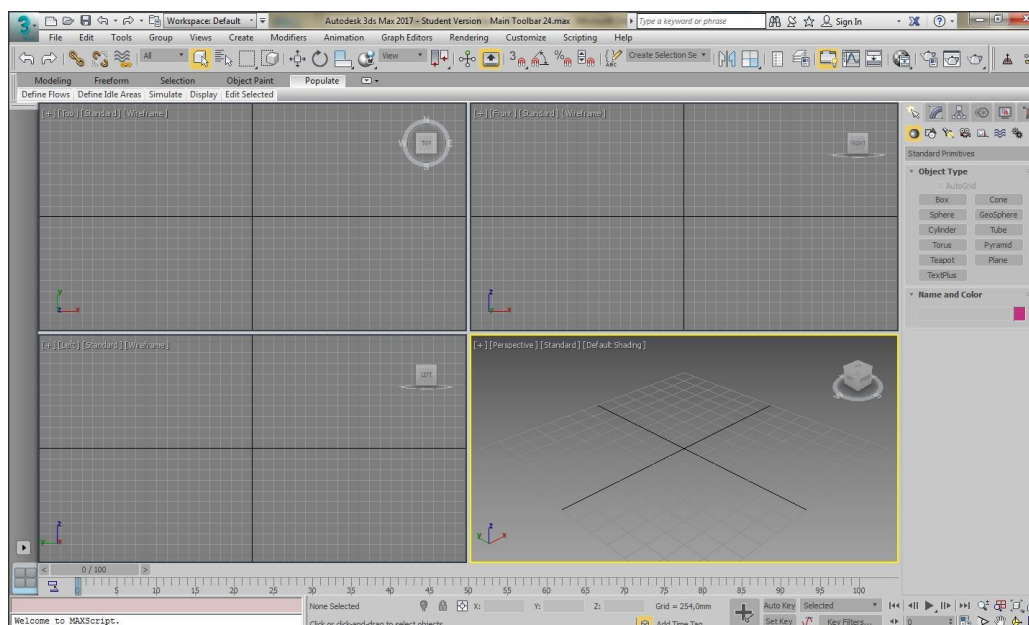 3 Workspace: Default Autodesk 3ds Max 2017 - Student Version Main Toolbar 24.max Type a keyword or phrase Sign In
File Edit Tools Group Views Create Modifiers Animation Graph Editors Rendering Customize Scripting Help
All View 3 % ABC Create Selection Se
Modeling Freeform Selection Object Paint Populate
Define Flows Define Idle Areas Simulate Display Edit Selected
[+] [Top] [Standard] [Wireframe]
N
W TOP E
S
y
z x
[+] [Front] [Standard] [Wireframe]
FRONT
z
y x
[+] [Left] [Standard] [Wireframe]
LEFT
z
y x
[+] [Perspective] [Standard] [Default Shading]
z
y x
Standard Primitives
Object Type
AutoGrid
Box Cone
Sphere GeoSphere
Cylinder Tube
Torus Pyramid
Teapot Plane
TextPlus
Name and Color
< 0 / 100 >
0 5 10 15 20 25 30 35 40 45 50 55 60 65 70 75 80 85 90 95 100
None Selected X: Y: Z: Grid = 254,0mm Auto Key Selected
Welcome to MAXScript. Click or click-and-drag to select objects Add Time Tag Set Key Key Filters... 0